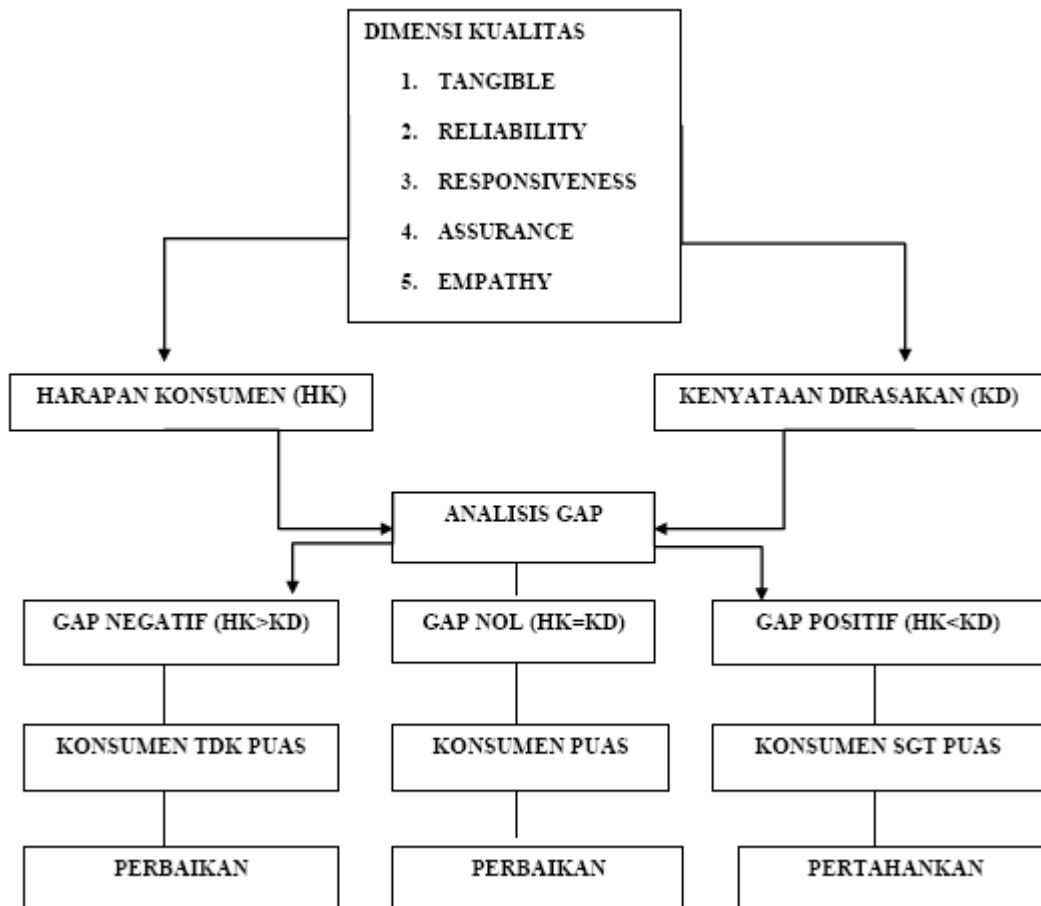 DIMENSI KUALITAS
1. TANGIBLE
2. RELIABILITY
3. RESPONSIVENESS
4. ASSURANCE
5. EMPATHY
HARAPAN KONSUMEN (HK)
KENYATAAN DIRASAKAN (KD)
ANALISIS GAP
GAP NEGATIF (HK>KD)
GAP NOL (HK=KD)
GAP POSITIF (HK<KD)
KONSUMEN TDK PUAS
KONSUMEN PUAS
KONSUMEN SGT PUAS
PERBAIKAN
PERBAIKAN
PERTAHANKAN